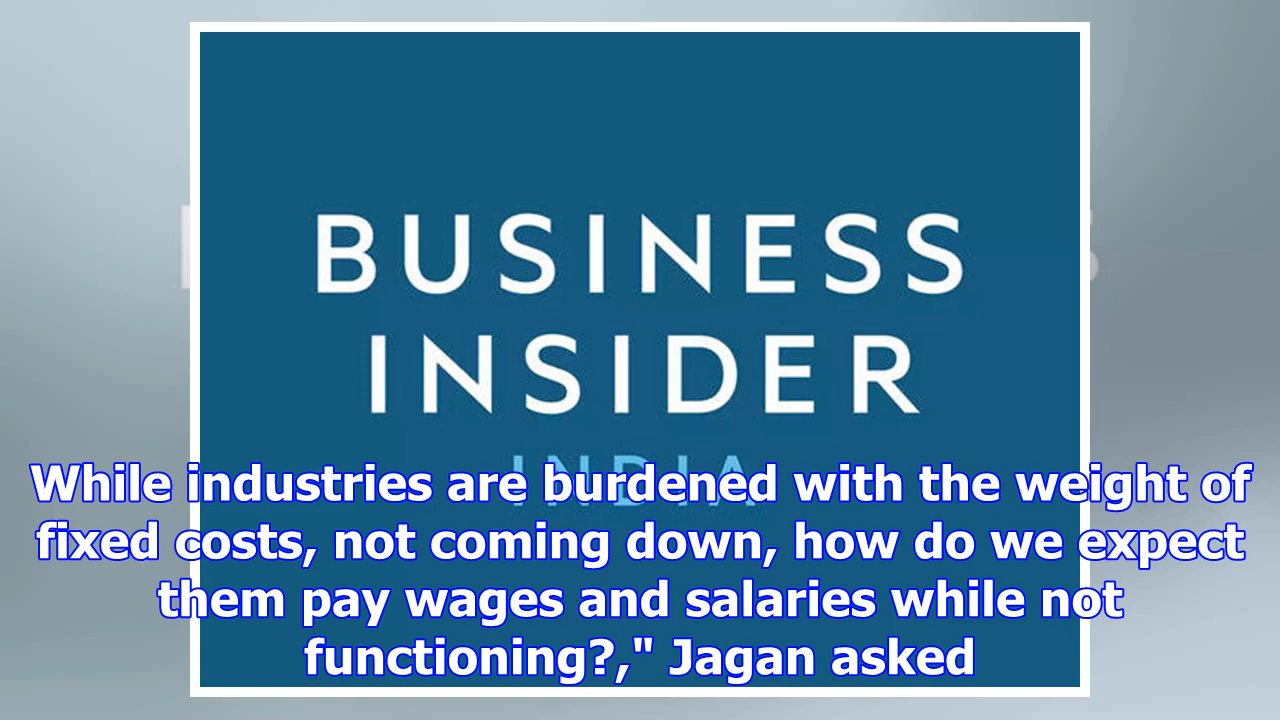 BUSINESS
INSIDER
INDIA
While industries are burdened with the weight of
fixed costs, not coming down, how do we expect
them pay wages and salaries while not
functioning?," Jagan asked